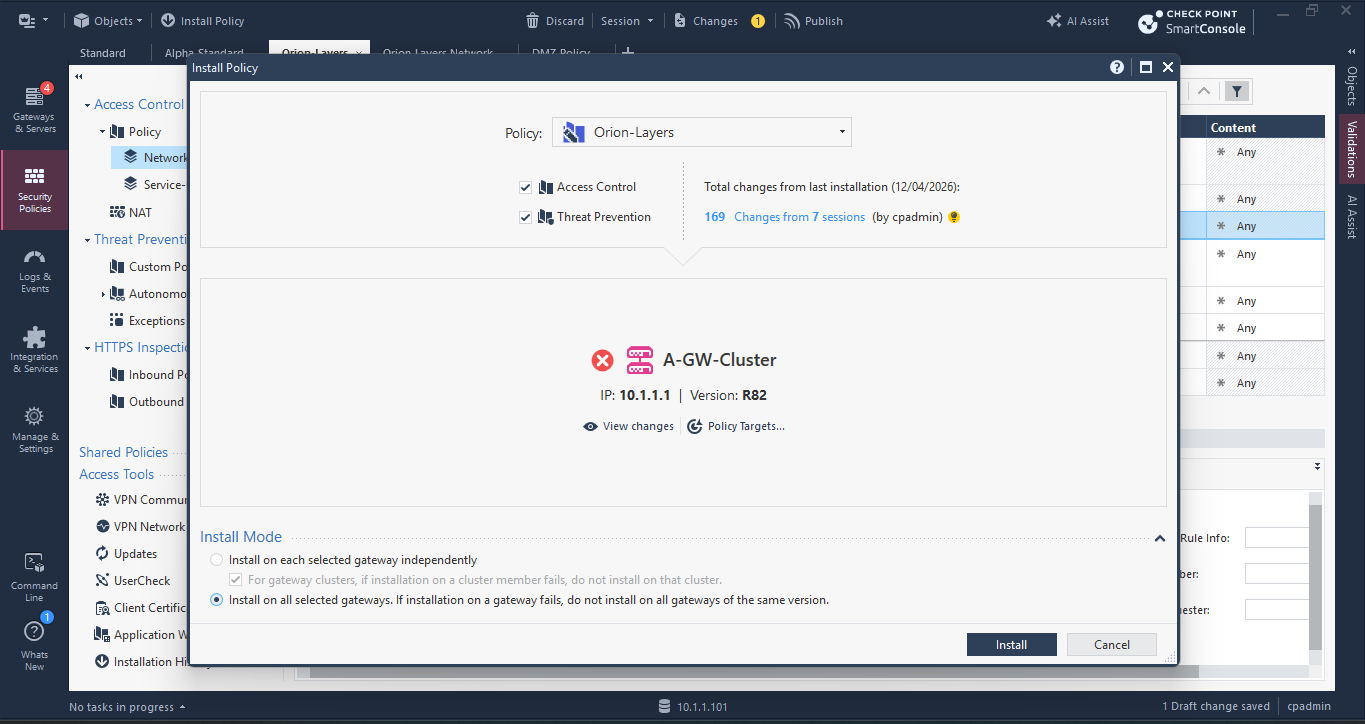 Objects
Install Policy
Discard
Session
Changes
1
Publish
AI Assist
CHECK POINT
SmartConsole
Standard
Alpha-Standard
Orion-Layers
Orion-Layers Network
DMZ Policy
4
Gateways
& Servers
Security
Policies
Logs &
Events
Integration
& Services
Manage &
Settings
Command
Line
1
Whats
New
Access Control
Policy
Network
Service-
NAT
Threat Preventi
Custom Po
Autonomo
Exceptions
HTTPS Inspectio
Inbound Po
Outbound
Shared Policies
Access Tools
VPN Commu
VPN Network
Updates
UserCheck
Client Certific
Application W
Installation Hi
Install Policy
Policy:
Orion-Layers
Access Control
Threat Prevention
Total changes from last installation (12/04/2026):
169 Changes from 7 sessions (by cpadmin)
A-GW-Cluster
IP: 10.1.1.1 | Version: R82
View changes
Policy Targets...
Install Mode
Install on each selected gateway independently
For gateway clusters, if installation on a cluster member fails, do not install on that cluster.
Install on all selected gateways. If installation on a gateway fails, do not install on all gateways of the same version.
Install
Cancel
Content
Any
Any
Any
Any
Any
Any
Any
Any
Rule Info:
ber:
ester:
Objects
Validations
AI Assist
No tasks in progress
10.1.1.101
1 Draft change saved
cpadmin